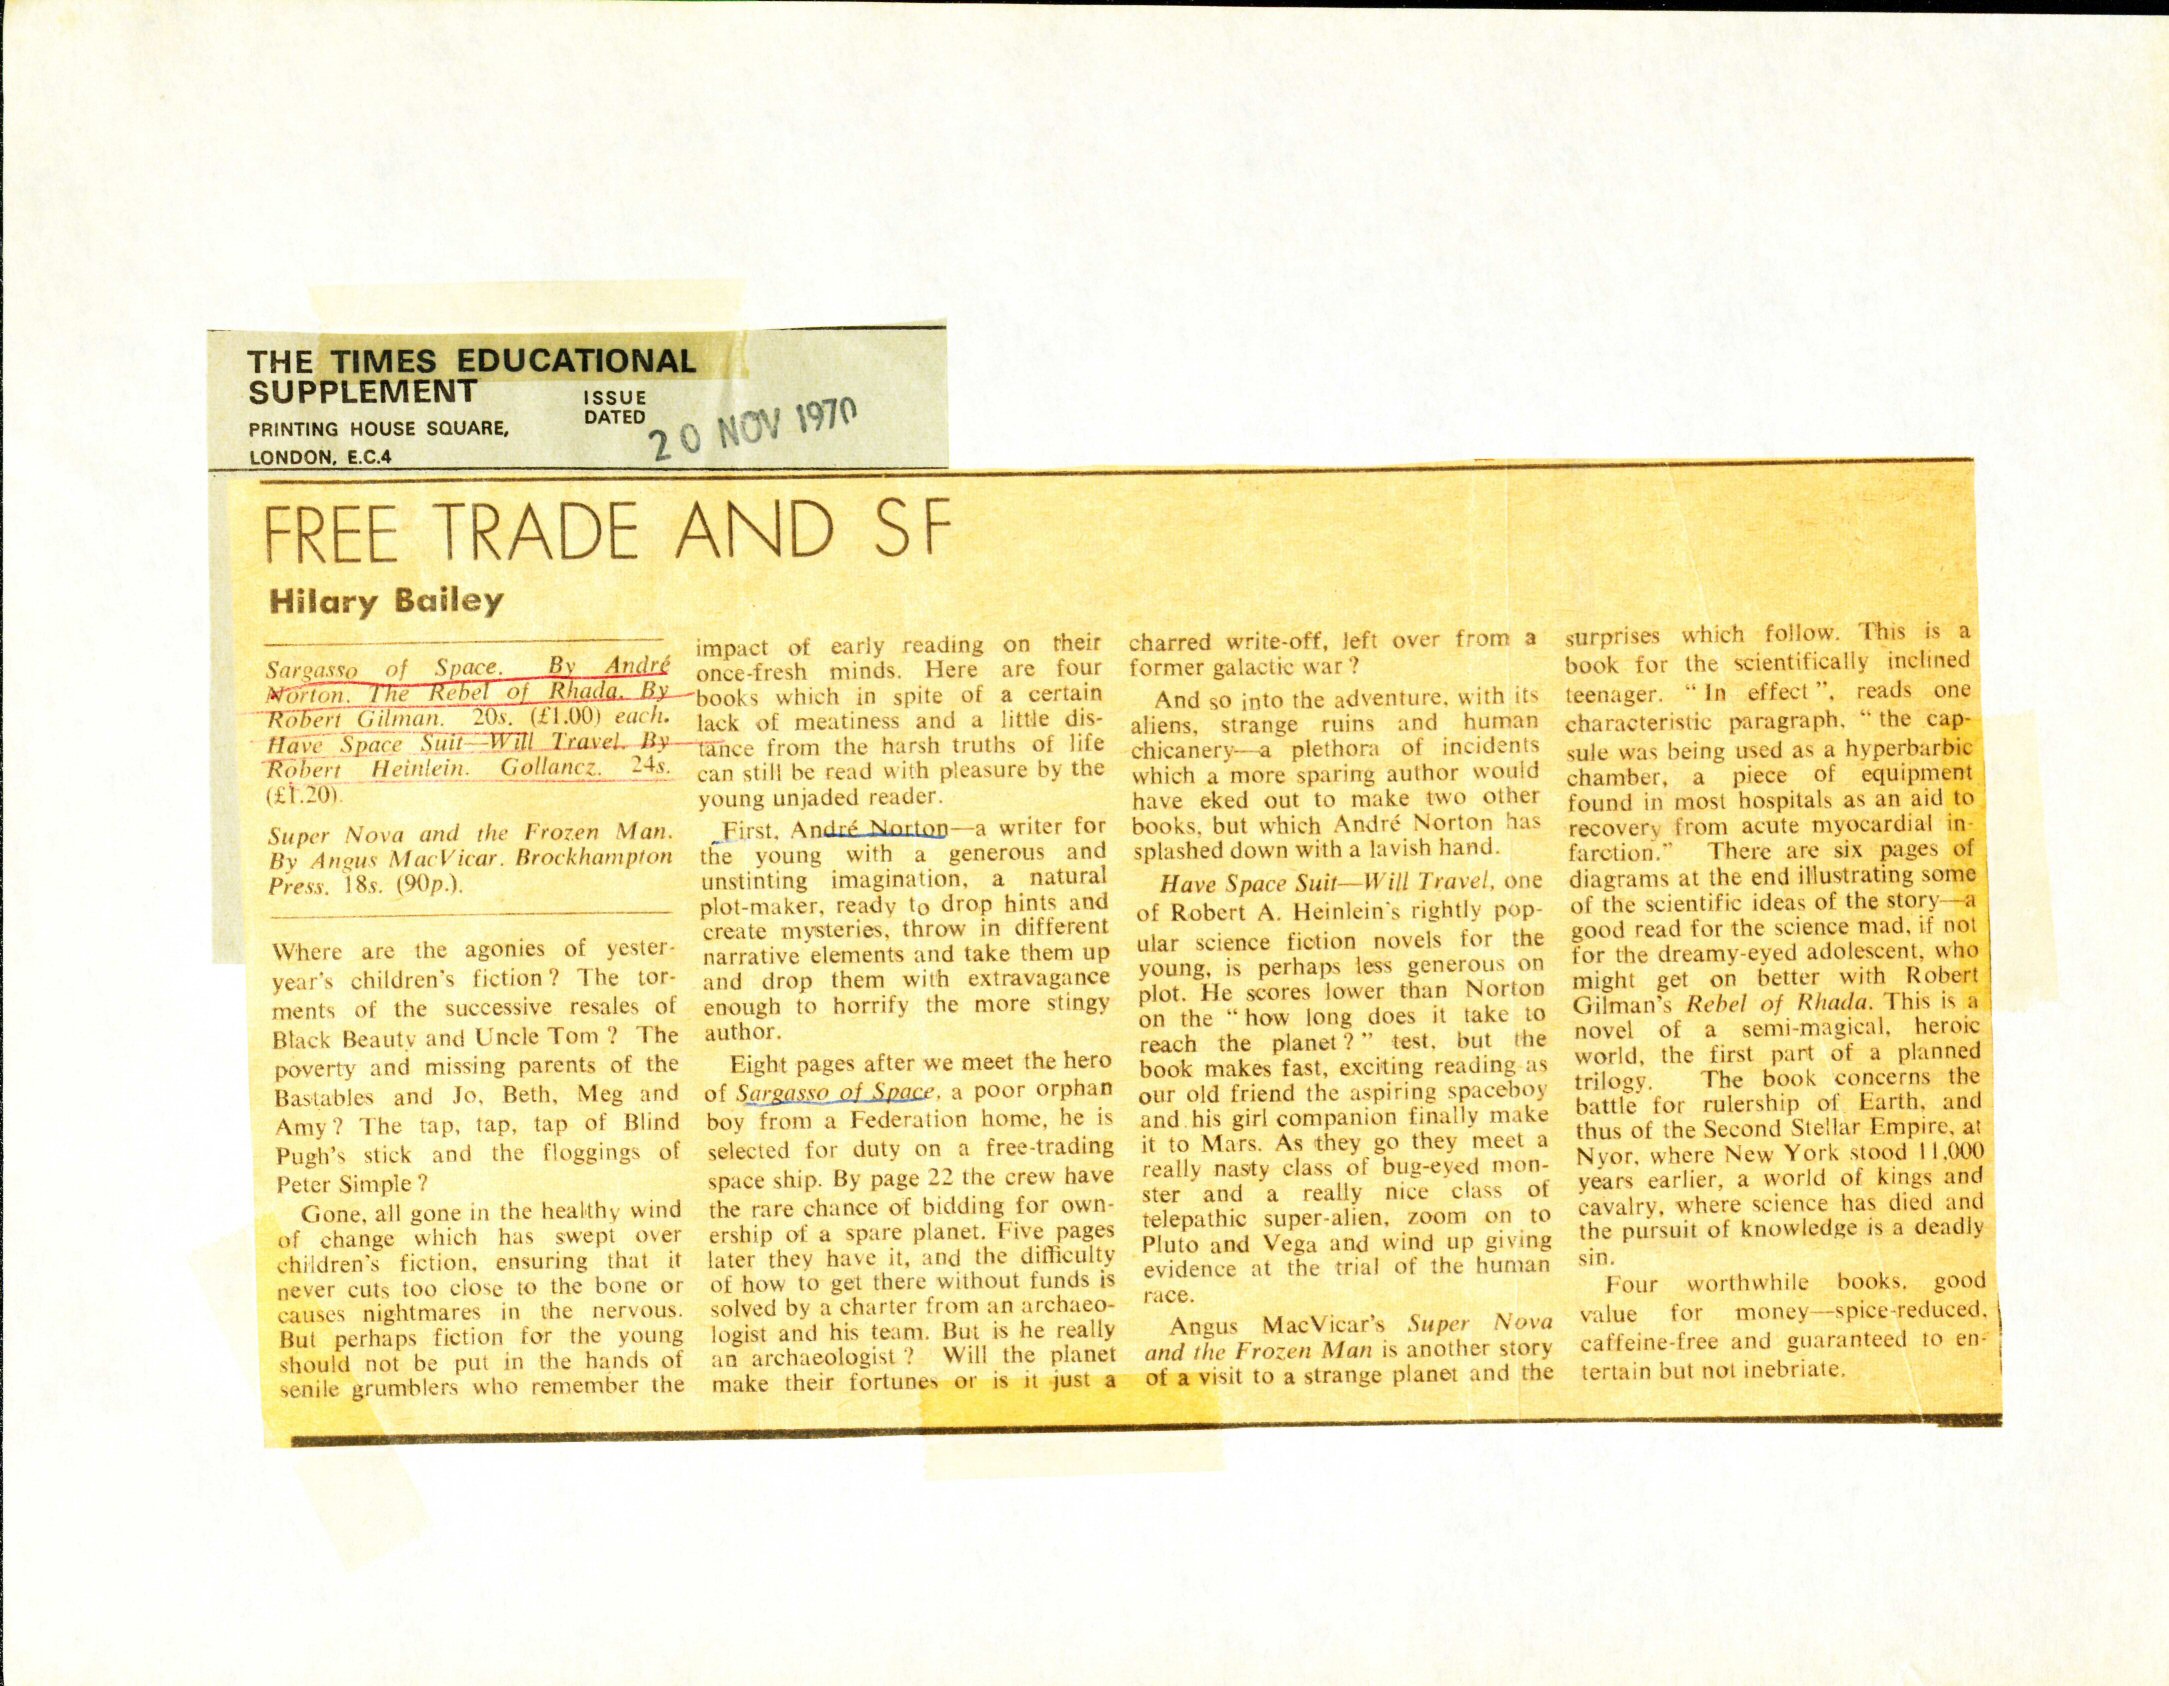 THE TIMES EDUCATIONAL
SUPPLEMENT
PRINTING HOUSE SQUARE,
LONDON, E.C.4
ISSUE
DATED
20 NOV 1970
FREE TRADE AND SF
Hilary Bailey
Sargasso of Space. By André
Norton. The Rebel of Rhada. By
Robert Gilman. 20s. (£1.00) each.
Have Space Suit—Will Travel. By
Robert Heinlein. Gollancz. 24s.
(£1.20).
Super Nova and the Frozen Man.
By Angus MacVicar. Brockhampton
Press. 18s. (90p.).
Where are the agonies of yester-
year's children's fiction? The tor-
ments of the successive resales of
Black Beauty and Uncle Tom? The
poverty and missing parents of the
Bastables and Jo, Beth, Meg and
Amy? The tap, tap, tap of Blind
Pugh's stick and the floggings of
Peter Simple?
Gone, all gone in the healthy wind
of change which has swept over
children's fiction, ensuring that it
never cuts too close to the bone or
causes nightmares in the nervous.
But perhaps fiction for the young
should not be put in the hands of
senile grumblers who remember the
impact of early reading on their
once-fresh minds. Here are four
books which in spite of a certain
lack of meatiness and a little dis-
tance from the harsh truths of life
can still be read with pleasure by the
young unjaded reader.
First, André Norton—a writer for
the young with a generous and
unstinting imagination, a natural
plot-maker, ready to drop hints and
create mysteries, throw in different
narrative elements and take them up
and drop them with extravagance
enough to horrify the more stingy
author.
Eight pages after we meet the hero
of Sargasso of Space, a poor orphan
boy from a Federation home, he is
selected for duty on a free-trading
space ship. By page 22 the crew have
the rare chance of bidding for own-
ership of a spare planet. Five pages
later they have it, and the difficulty
of how to get there without funds is
solved by a charter from an archaeo-
logist and his team. But is he really
an archaeologist? Will the planet
make their fortunes or is it just a
charred write-off, left over from a
former galactic war?
And so into the adventure, with its
aliens, strange ruins and human
chicanery—a plethora of incidents
which a more sparing author would
have eked out to make two other
books, but which André Norton has
splashed down with a lavish hand.
Have Space Suit—Will Travel, one
of Robert A. Heinlein's rightly pop-
ular science fiction novels for the
young, is perhaps less generous on
plot. He scores lower than Norton
on the "how long does it take to
reach the planet?" test, but the
book makes fast, exciting reading as
our old friend the aspiring spaceboy
and his girl companion finally make
it to Mars. As they go they meet a
really nasty class of bug-eyed mon-
ster and a really nice class of
telepathic super-alien, zoom on to
Pluto and Vega and wind up giving
evidence at the trial of the human
race.
Angus MacVicar's Super Nova
and the Frozen Man is another story
of a visit to a strange planet and the
surprises which follow. This is a
book for the scientifically inclined
teenager. "In effect", reads one
characteristic paragraph, "the cap-
sule was being used as a hyperbarbic
chamber, a piece of equipment
found in most hospitals as an aid to
recovery from acute myocardial in-
farction." There are six pages of
diagrams at the end illustrating some
of the scientific ideas of the story—a
good read for the science mad, if not
for the dreamy-eyed adolescent, who
might get on better with Robert
Gilman's Rebel of Rhada. This is a
novel of a semi-magical, heroic
world, the first part of a planned
trilogy. The book concerns the
battle for rulership of Earth, and
thus of the Second Stellar Empire, at
Nyor, where New York stood 11,000
years earlier, a world of kings and
cavalry, where science has died and
the pursuit of knowledge is a deadly
sin.
Four worthwhile books, good
value for money—spice-reduced,
caffeine-free and guaranteed to en-
tertain but not inebriate.